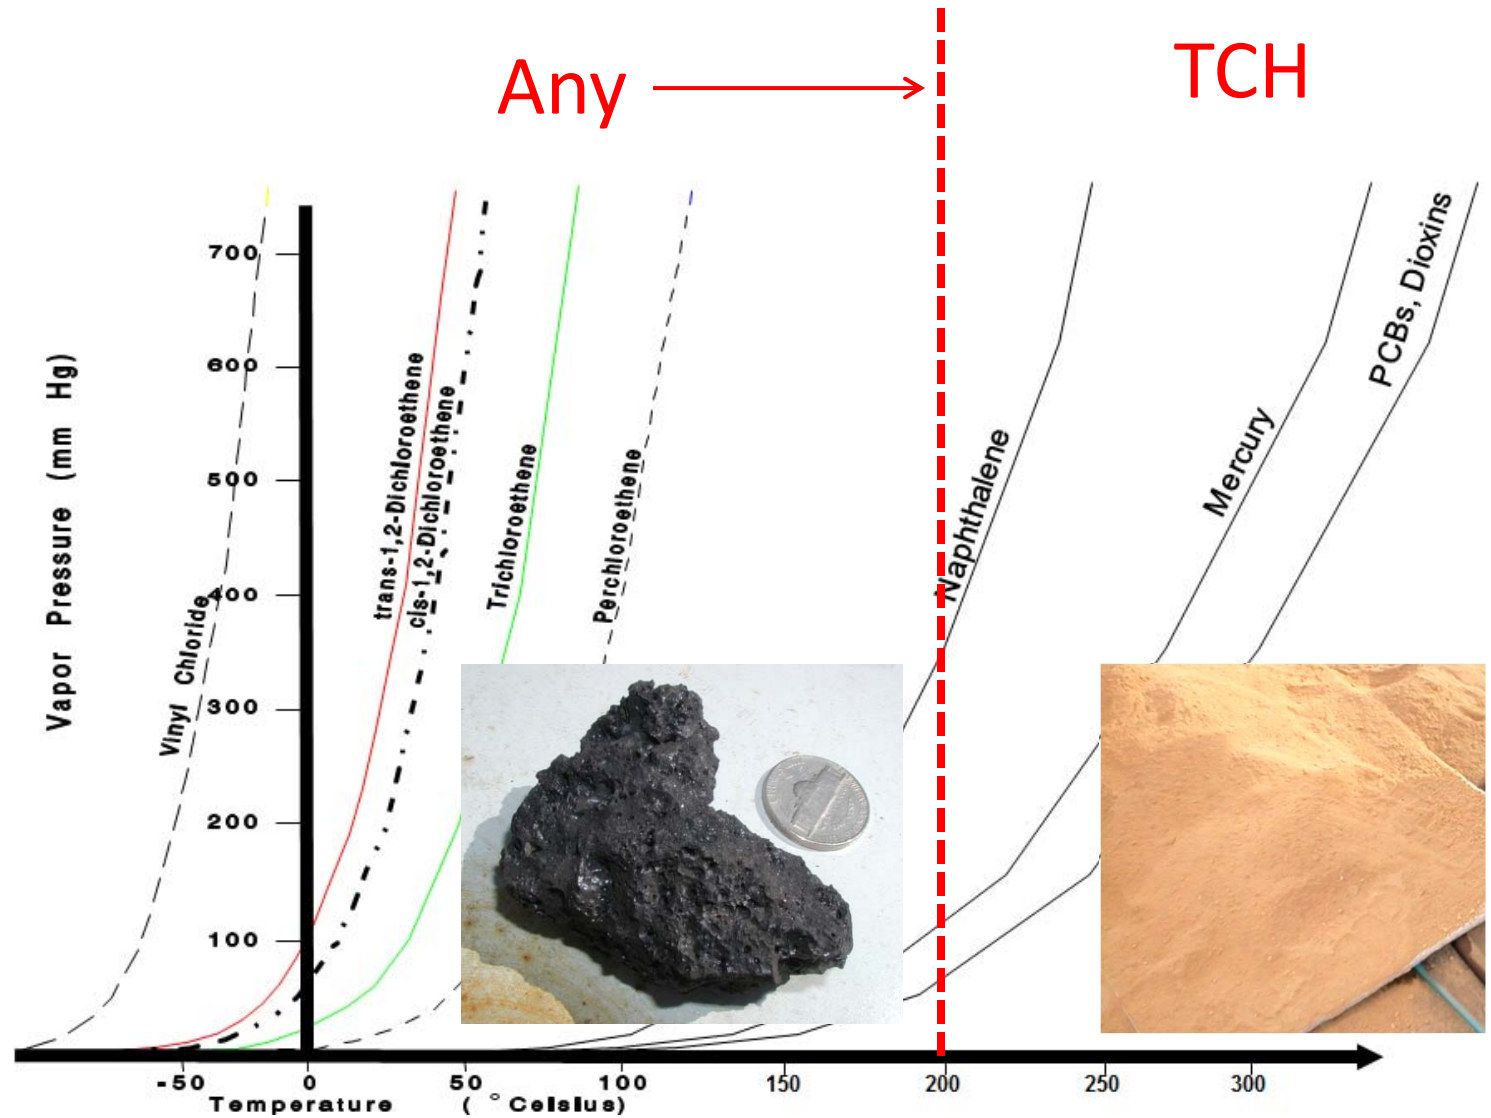 Any
TCH
Vapor Pressure (mm Hg)
700
600
500
400
300
200
100
Vinyl Chloride
trans-1,2-Dichloroethene
cis-1,2-Dichloroethene
Trichloroethene
Perchloroethene
Naphthalene
Mercury
PCBs, Dioxins
-50 0 50 100 150 200 250 300
Temperature (°Celsius)